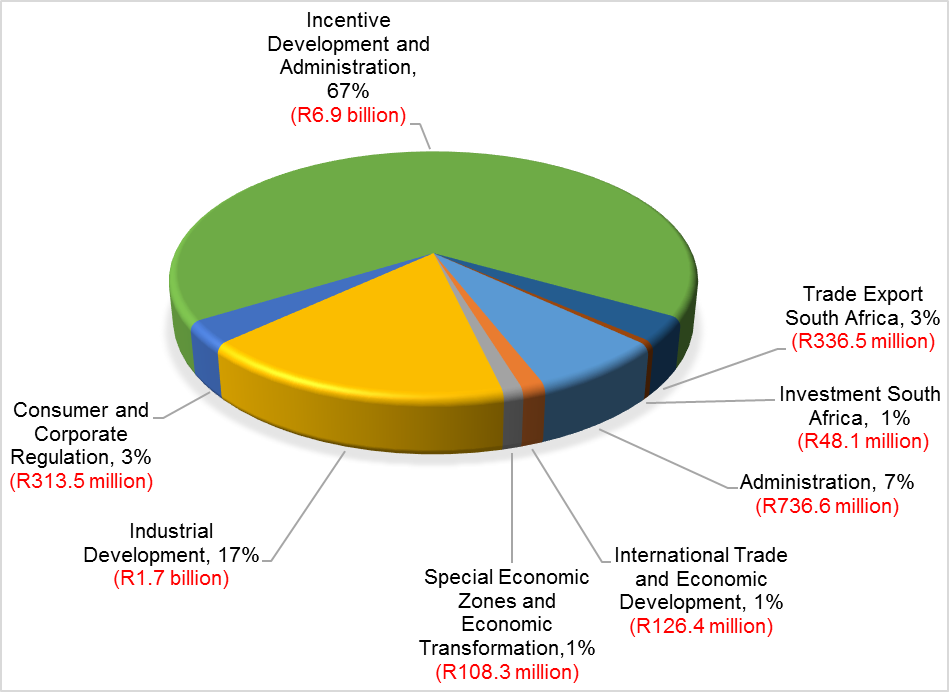 Incentive
Development and
Administration,
67%
(R6.9 billion)
Trade Export
South Africa, 3%
(R336.5 million)
Investment South
Africa,  1%
(R48.1 million)
Administration, 7%
(R736.6 million)
International Trade
and Economic
Development, 1%
(R126.4 million)
Special Economic
Zones and
Economic
Transformation,1%
(R108.3 million)
Industrial
Development, 17%
(R1.7 billion)
Consumer and
Corporate
Regulation, 3%
(R313.5 million)